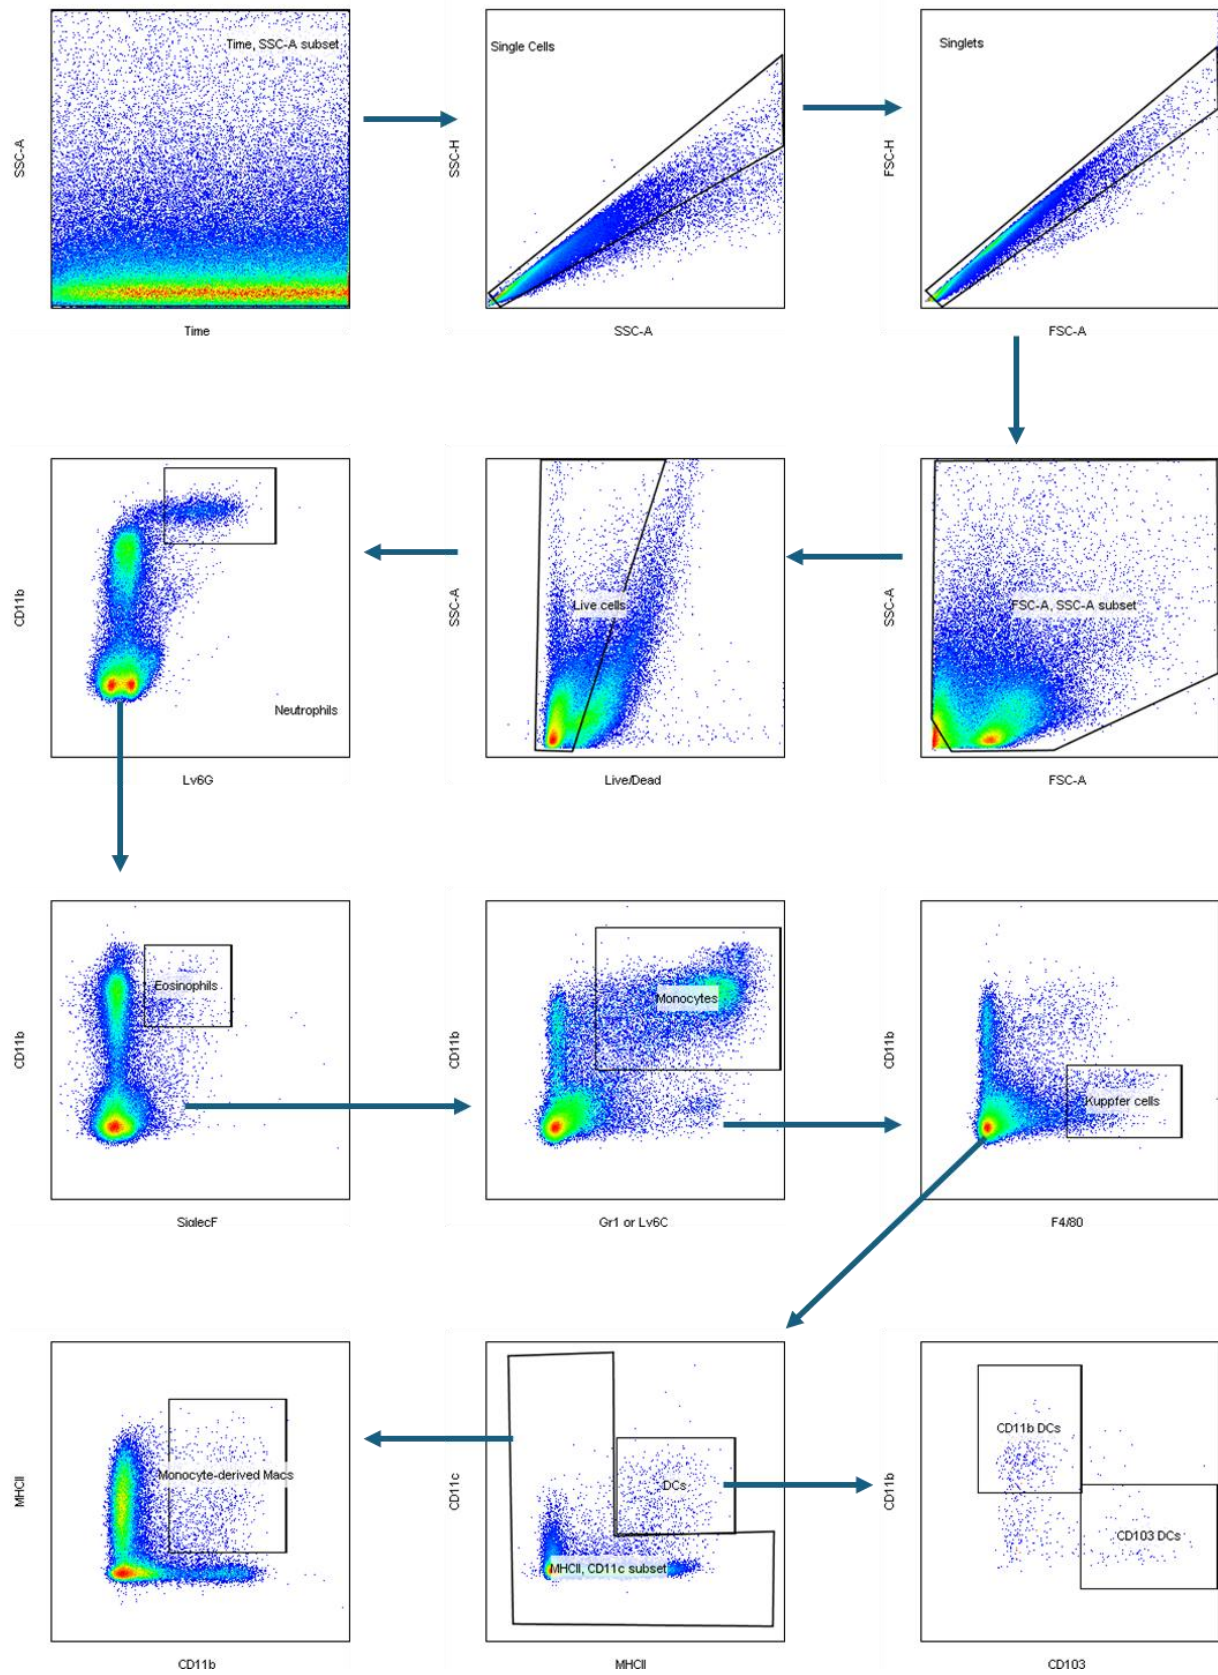 Time, SSC-A subset
SSC-A
Time
Single Cells
SSC-H
SSC-A
Singlets
FSC-H
FSC-A
CD11b
Neutrophils
Ly6G
SSC-A
Live cells
Live/Dead
SSC-A
FSC-A, SSC-A subset
FSC-A
CD11b
Eosinophils
SiglecF
CD11b
Monocytes
Gr1 or Ly6C
CD11b
Kuppfer cells
F4/80
MHCII
Monocyte-derived Macs
CD11b
CD11c
DCs
MHCII, CD11c subset
MHCII
CD11b
CD11b DCs
CD103 DCs
CD103